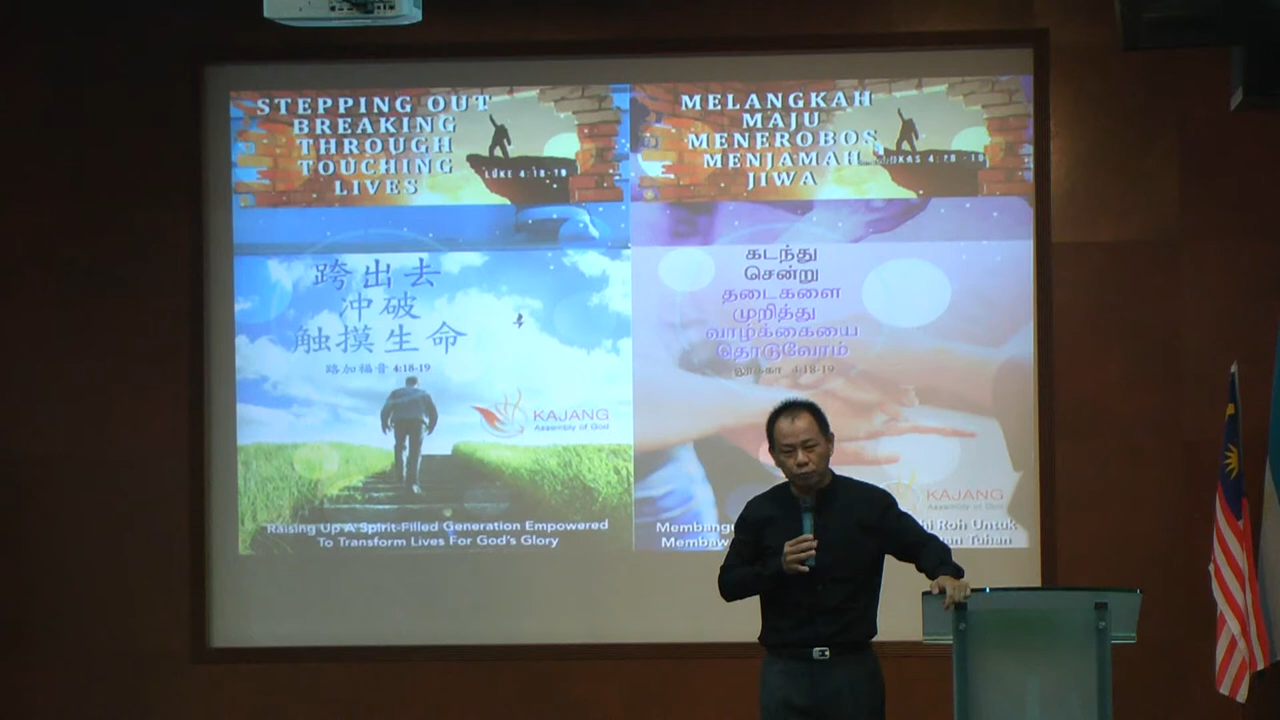 STEPPING OUT
BREAKING
THROUGH
TOUCHING
LIVES
LUKE 4:18-19
跨出去
冲破
触摸生命
路加福音 4:18-19
KAJANG
Assembly of God
Raising Up A Spirit-Filled Generation Empowered
To Transform Lives For God's Glory
MELANGKAH
MAJU
MENEROBOS
MENJAMAH
JIWA
4:18 - 19
கடந்து
சென்று
தடைகளை
முறித்து
வாழ்க்கையை
தொடுவோம்
லூக்கா 4:18-19
KAJANG
Assembly of God
Roh Untuk
Tuhan